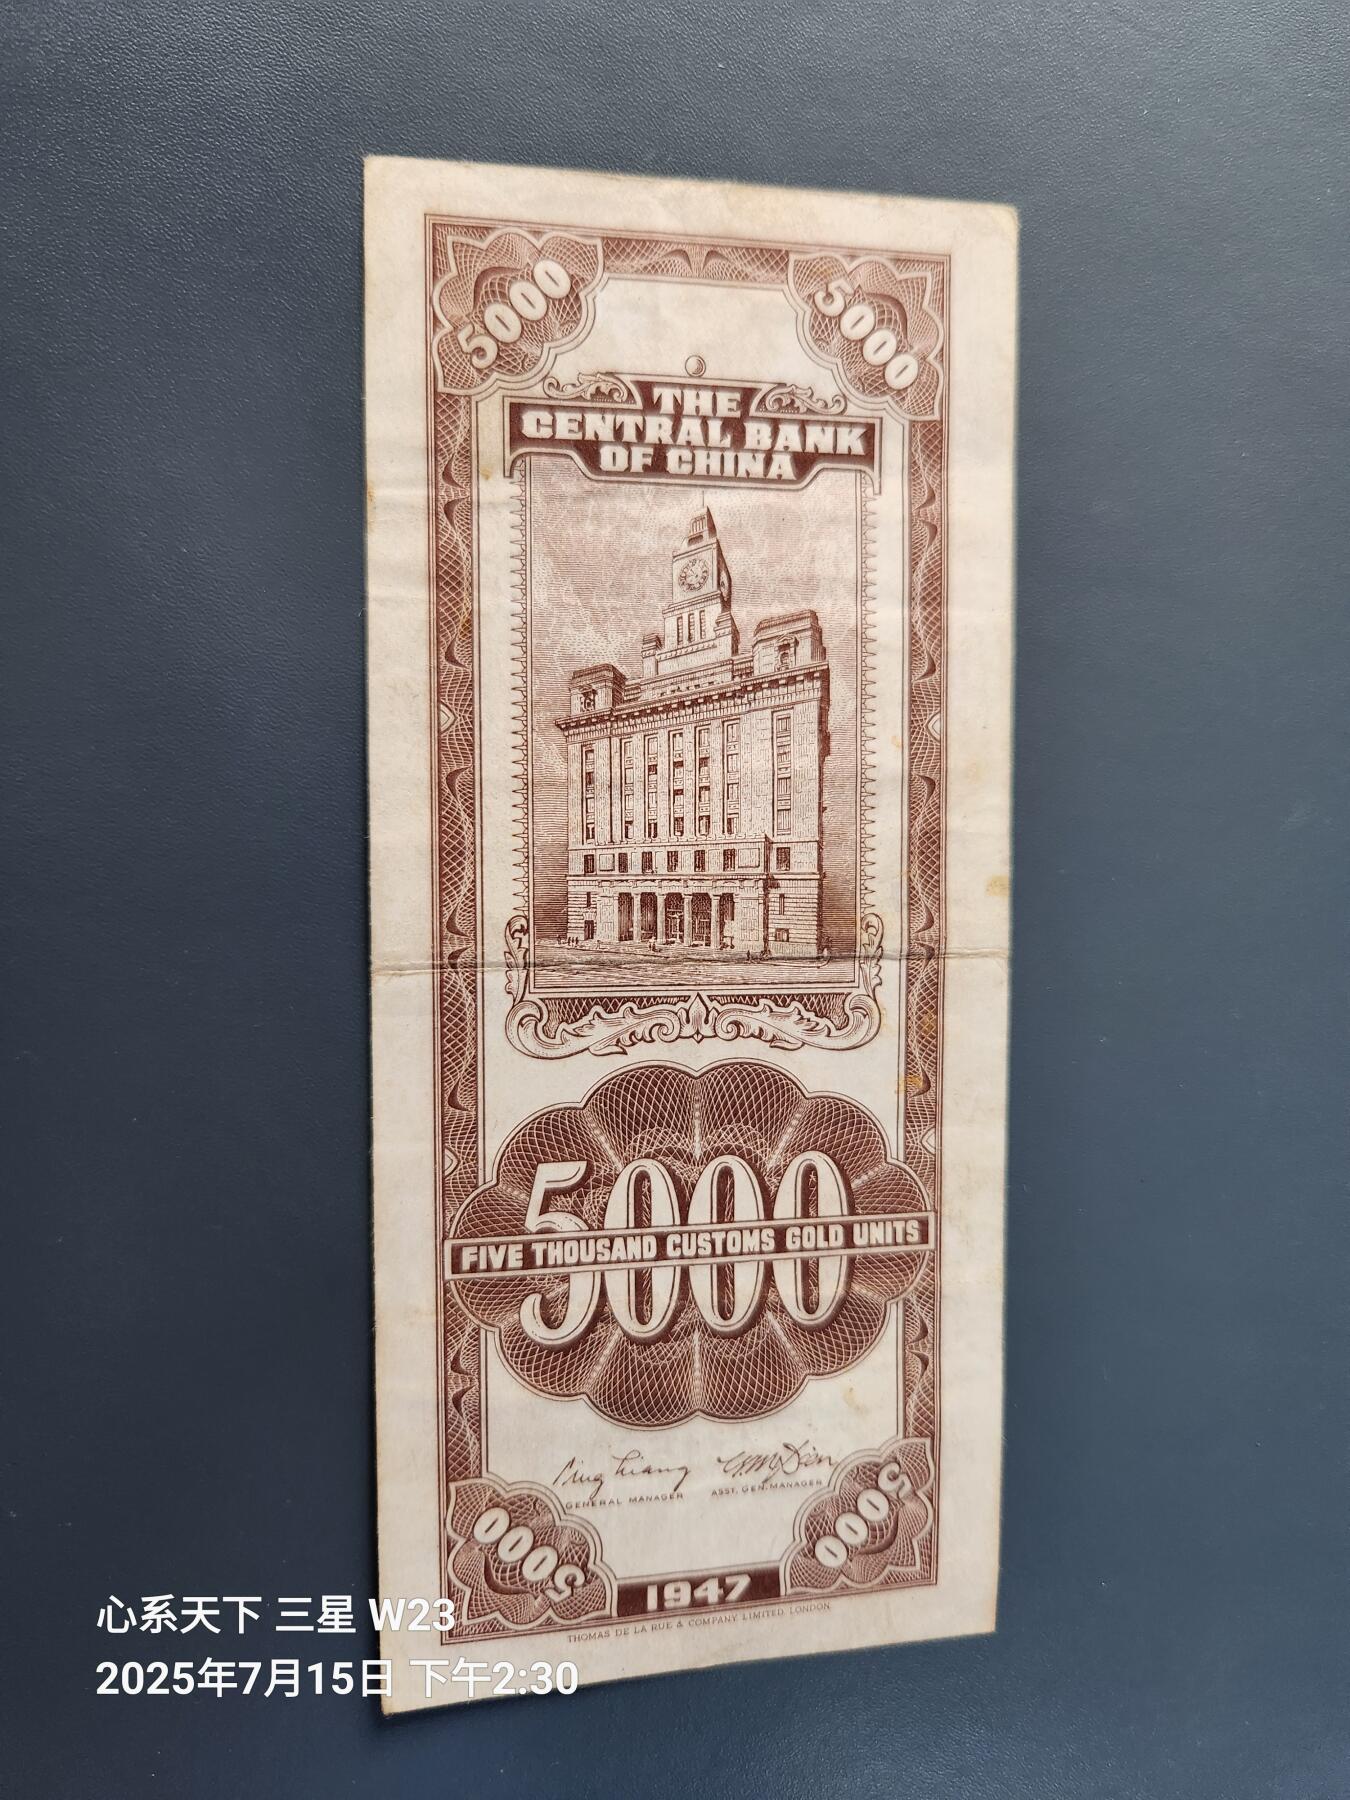 5000
5000
THE
CENTRAL BANK
OF CHINA
5000
FIVE THOUSAND CUSTOMS GOLD UNITS
GENERAL MANAGER
ASST. GEN. MANAGER
5000
5000
1947
THOMAS DE LA RUE & COMPANY, LIMITED, LONDON.
心系天下 三星 W23
2025年7月15日 下午2:30